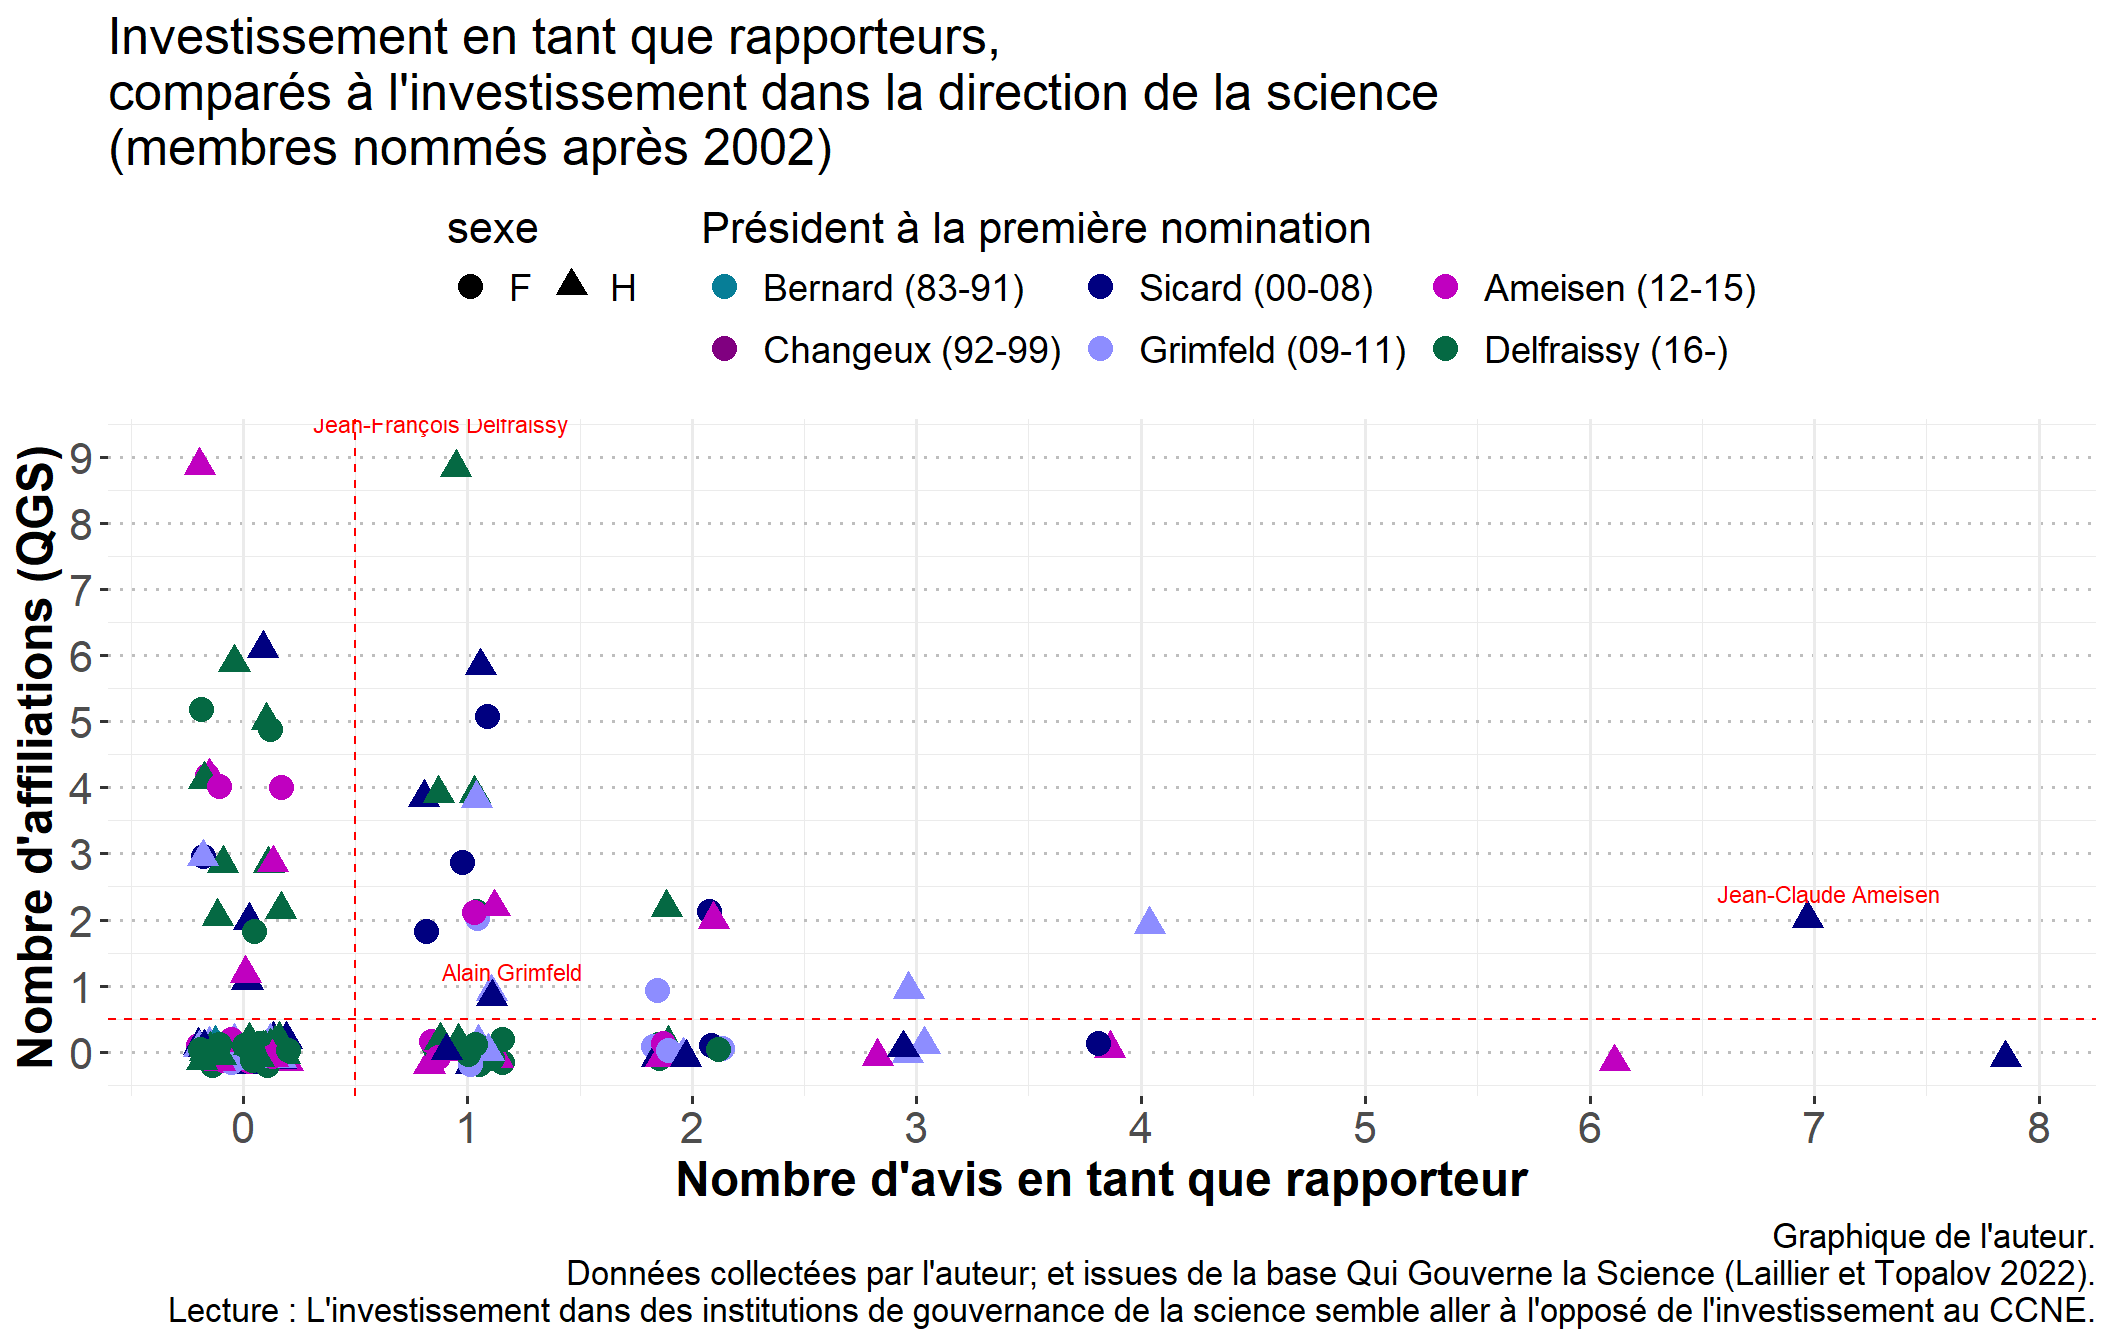 Investissement en tant que rapporteurs,
comparés à l'investissement dans la direction de la science
(membres nommés après 2002)
sexe
F
H
Président à la première nomination
Bernard (83-91)
Sicard (00-08)
Ameisen (12-15)
Changeux (92-99)
Grimfeld (09-11)
Delfraissy (16-)
Nombre d'affiliations (QGS)
9
8
7
6
5
4
3
2
1
0
Jean-François Delfraissy
Jean-Claude Ameisen
Alain Grimfeld
0
1
2
3
4
5
6
7
8
Nombre d'avis en tant que rapporteur
Graphique de l'auteur.
Données collectées par l'auteur; et issues de la base Qui Gouverne la Science (Laillier et Topalov 2022).
Lecture : L'investissement dans des institutions de gouvernance de la science semble aller à l'opposé de l'investissement au CCNE.